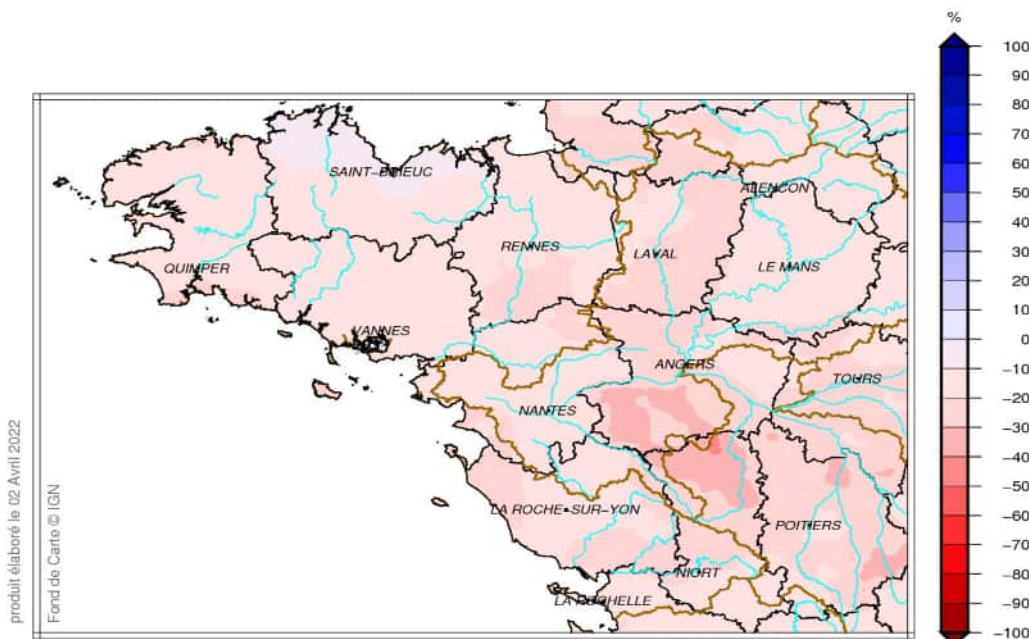 %
100
90
80
70
60
50
40
30
20
10
0
−10
−20
−30
−40
−50
−60
−70
−80
−90
−100
SAINT−BRIEUC
ALENCON
RENNES
LAVAL
LE MANS
QUIMPER
VANNES
ANGERS
TOURS
NANTES
LA ROCHE−SUR−YON
POITIERS
NIORT
LA ROCHELLE
produit élaboré le 02 Avril 2022
Fond de Carte © IGN